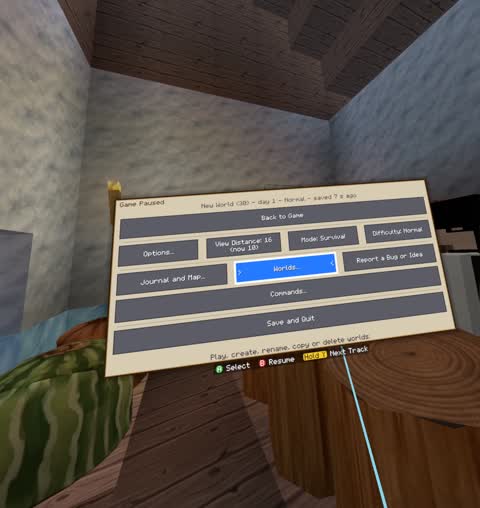 Game Paused
New World (30) - day 1 - Normal - saved 7 s ago
Back to Game
Options...
View Distance: 16
(now 10)
Mode: Survival
Difficulty: Normal
Journal and Map...
> Worlds... <
Report a Bug or Idea
Commands...
Save and Quit
Play, create, rename, copy or delete worlds.
A Select B Resume Hold Y Next Track